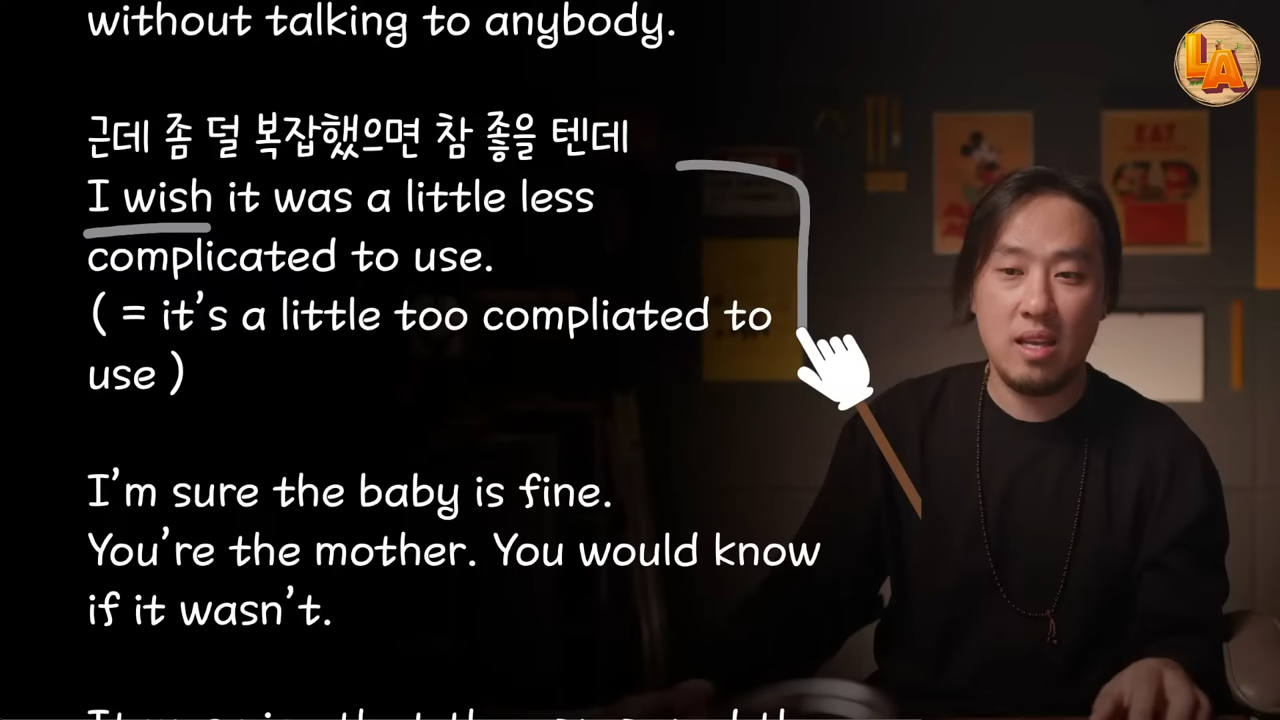 without talking to anybody.
근데 좀 덜 복잡했으면 참 좋을 텐데
I wish it was a little less
complicated to use.
( = it's a little too compliated to
use )
I'm sure the baby is fine.
You're the mother. You would know
if it wasn't.
LA
EAT